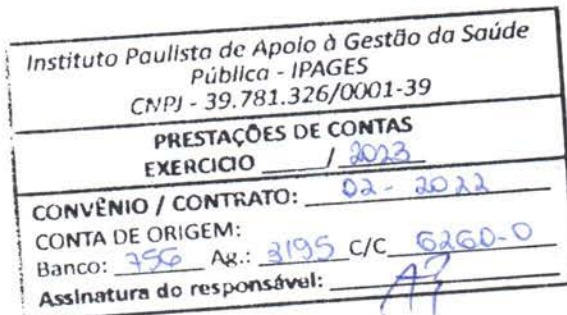 Instituto Paulista de Apoio à Gestão da Saúde
Pública - IPAGES
CNPJ - 39.781.326/0001-39
PRESTAÇÕES DE CONTAS
EXERCICIO _____ / 2023
CONVÊNIO / CONTRATO: 02 - 2022
CONTA DE ORIGEM:
Banco: 756 Ag.: 3195 C/C 6260-0
Assinatura do responsável: